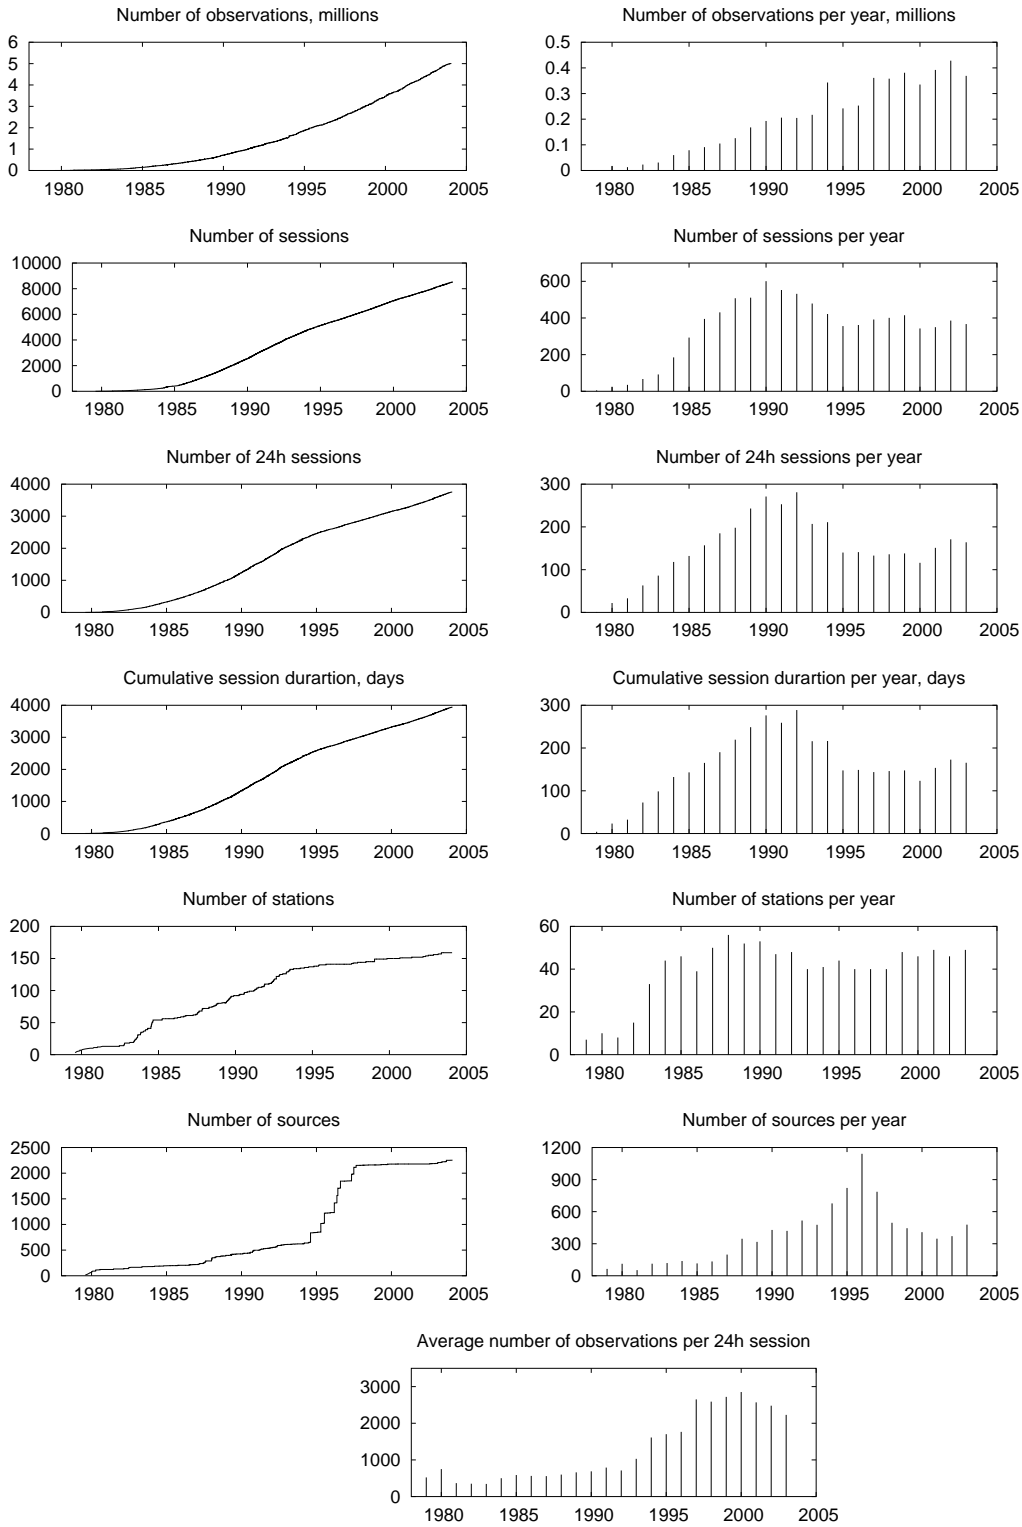 Number of observations, millions
6
5
4
3
2
1
0
1980 1985 1990 1995 2000 2005
Number of observations per year, millions
0.5
0.4
0.3
0.2
0.1
0
1980 1985 1990 1995 2000 2005
Number of sessions
10000
8000
6000
4000
2000
0
1980 1985 1990 1995 2000 2005
Number of sessions per year
600
400
200
0
1980 1985 1990 1995 2000 2005
Number of 24h sessions
4000
3000
2000
1000
0
1980 1985 1990 1995 2000 2005
Number of 24h sessions per year
300
200
100
0
1980 1985 1990 1995 2000 2005
Cumulative session durartion, days
4000
3000
2000
1000
0
1980 1985 1990 1995 2000 2005
Cumulative session durartion per year, days
300
200
100
0
1980 1985 1990 1995 2000 2005
Number of stations
200
150
100
50
0
1980 1985 1990 1995 2000 2005
Number of stations per year
60
40
20
0
1980 1985 1990 1995 2000 2005
Number of sources
2500
2000
1500
1000
500
0
1980 1985 1990 1995 2000 2005
Number of sources per year
1200
900
600
300
0
1980 1985 1990 1995 2000 2005
Average number of observations per 24h session
3000
2000
1000
0
1980 1985 1990 1995 2000 2005